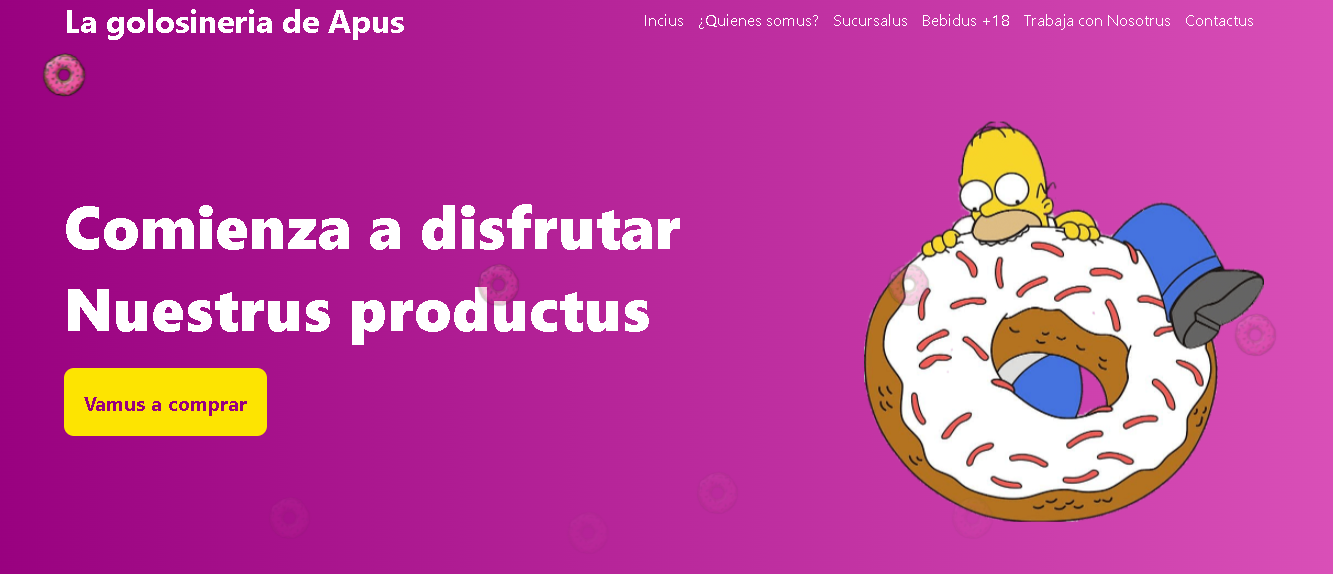 La golosineria de Apus
Incius ¿Quienes somus? Sucursalus Bebidus +18 Trabaja con Nosotrus Contactus
Comienza a disfrutar
Nuestrus productus
Vamus a comprar